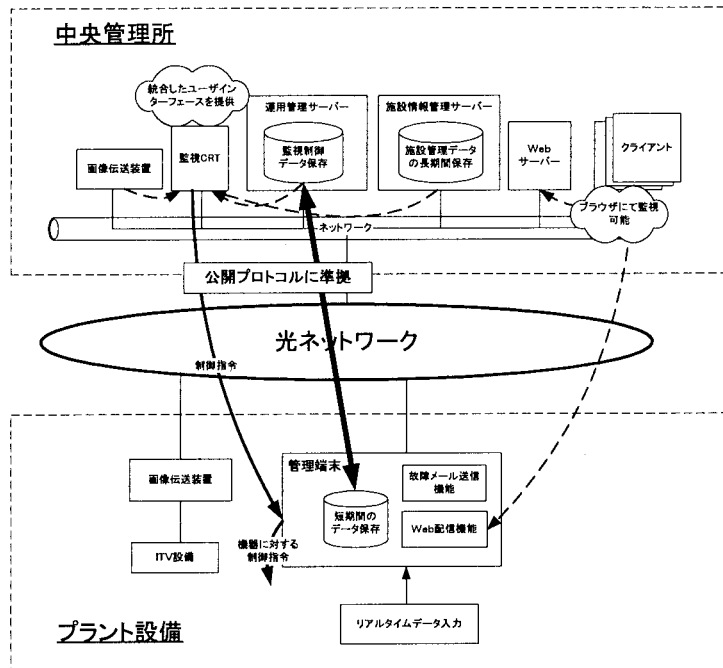 中央管理所
統合したユーザイン
ターフェースを提供
運用管理サーバー
施設情報管理サーバー
画像伝送装置
監視CRT
監視制御
データ保存
施設管理データ
の長期間保存
Web
サーバー
クライアント
ブラウザにて監視
可能
ネットワーク
公開プロトコルに準拠
光ネットワーク
制御指令
管理端末
画像伝送装置
故障メール送信
機能
短期間の
データ保存
Web配信機能
ITV設備
機器に対する
制御指令
リアルタイムデータ入力
プラント設備